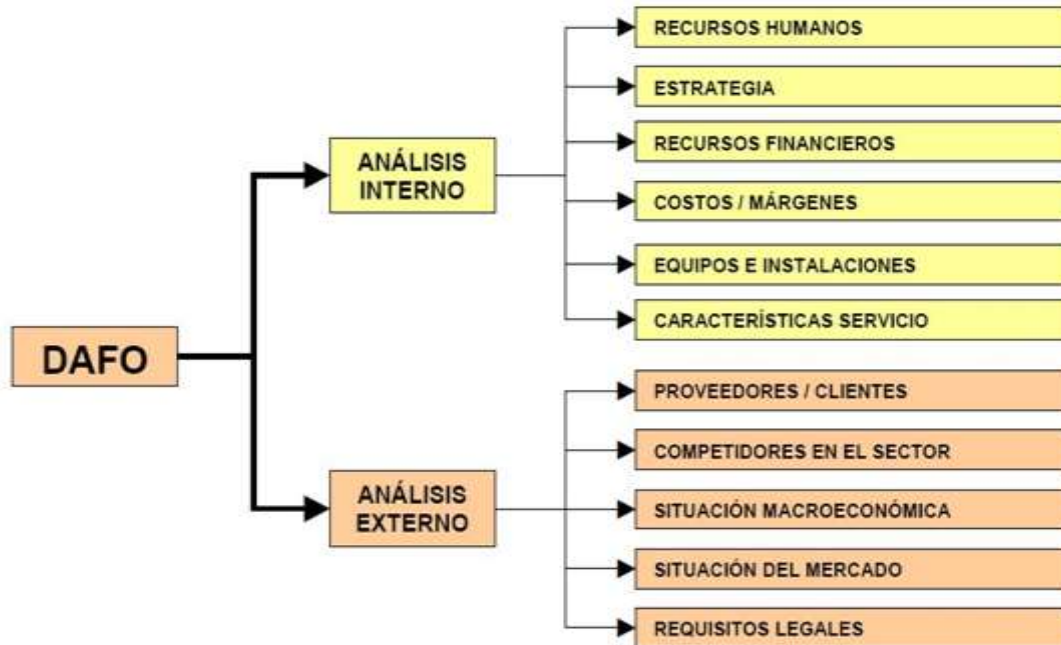 DAFO
ANÁLISIS
INTERNO
RECURSOS HUMANOS
ESTRATEGIA
RECURSOS FINANCIEROS
COSTOS / MÁRGENES
EQUIPOS E INSTALACIONES
CARACTERÍSTICAS SERVICIO
ANÁLISIS
EXTERNO
PROVEEDORES / CLIENTES
COMPETIDORES EN EL SECTOR
SITUACIÓN MACROECONÓMICA
SITUACIÓN DEL MERCADO
REQUISITOS LEGALES